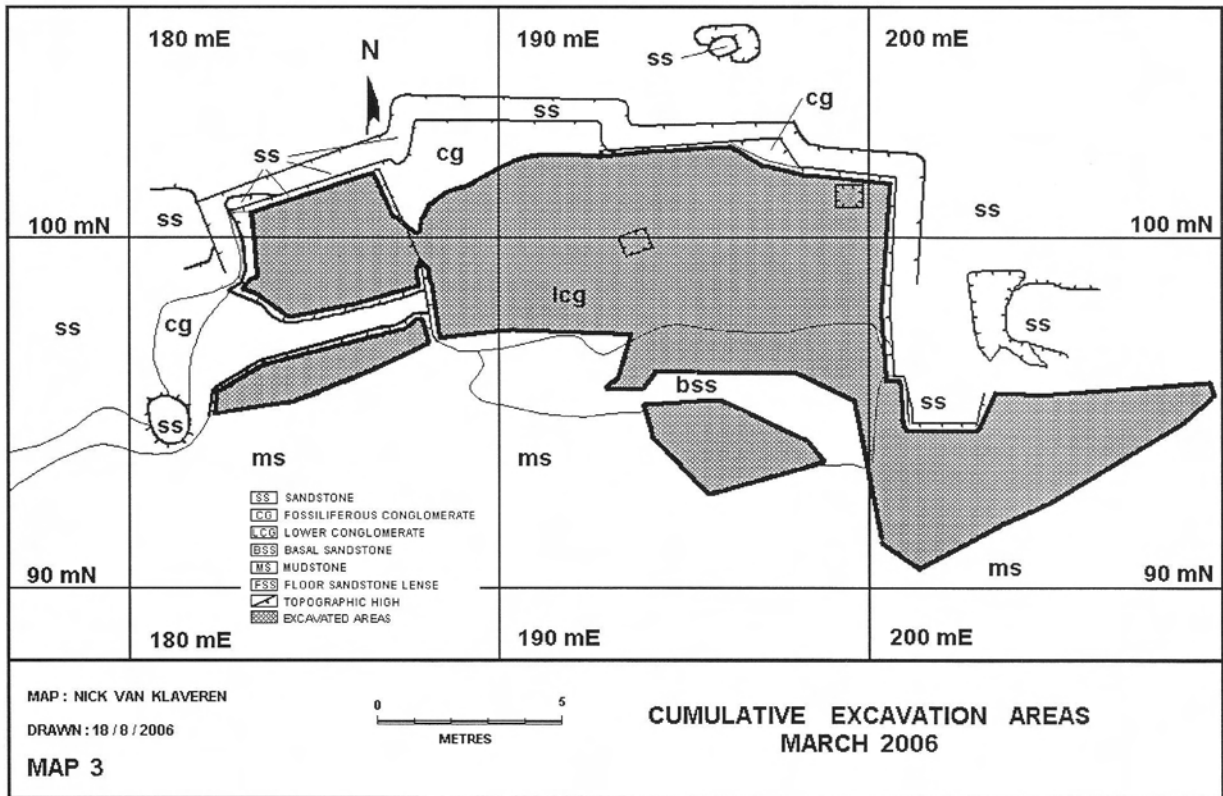 180 mE
190 mE
200 mE
N
ss
cg
ss
cg
ss
ss
ss
100 mN
100 mN
lcg
ss
cg
ss
bss
ss
ss
ms
ms
SS SANDSTONE
CG FOSSILIFEROUS CONGLOMERATE
LCG LOWER CONGLOMERATE
BSS BASAL SANDSTONE
MS MUDSTONE
FSS FLOOR SANDSTONE LENSE
TOPOGRAPHIC HIGH
EXCAVATED AREAS
ms
90 mN
90 mN
180 mE
190 mE
200 mE
MAP : NICK VAN KLAVEREN
DRAWN : 18 / 8 / 2006
MAP 3
0 5
METRES
CUMULATIVE EXCAVATION AREAS
MARCH 2006